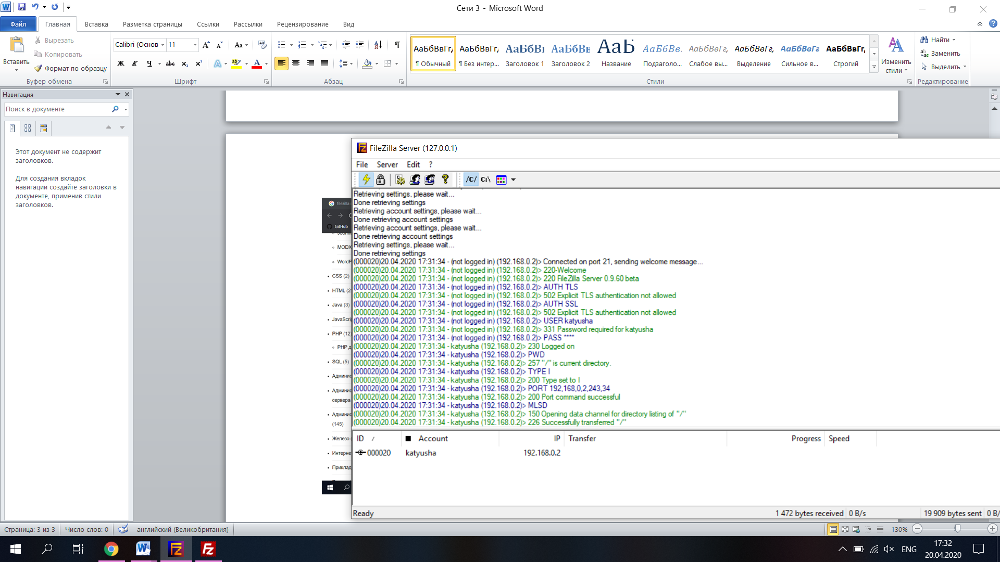 Сети 3 - Microsoft Word
Файл
Главная
Вставка
Разметка страницы
Ссылки
Рассылки
Рецензирование
Вид
Вставить
Вырезать
Копировать
Формат по образцу
Буфер обмена
Calibri (Основ
11
Ж К Ч abc x₂ x²
Шрифт
Абзац
АаБбВвГг, АаБбВвГг, АаБбВı АаБбВв АаБ АаБбВв. АаБбВвГг, АаБбВвГг, АаБбВвГг АаБбВвГг,
¶ Обычный
¶ Без интер...
Заголовок 1
Заголовок 2
Название
Подзаголо...
Слабое вы...
Выделение
Сильное в...
Строгий
Стили
Изменить стили
Найти
Заменить
Выделить
Редактирование
Навигация
Поиск в документе
Этот документ не содержит
заголовков.
Для создания вкладок
навигации создайте заголовки в
документе, применив стили
заголовков.
filezilla
GitHub
MODX
WordP
CSS (2)
HTML (2
Java (3)
JavaScrip
PHP (12)
PHP д
SQL (5)
Админис
Админис
сервера
Админис
(145)
Железо
Интерне
Приклад
FileZilla Server (127.0.0.1)
File Server Edit ?
/C/ C:\
Retrieving settings, please wait...
Done retrieving settings
Retrieving account settings, please wait...
Done retrieving account settings
Retrieving account settings, please wait...
Done retrieving account settings
Retrieving settings, please wait...
Done retrieving settings
(000020)20.04.2020 17:31:34 - (not logged in) (192.168.0.2)> Connected on port 21, sending welcome message...
(000020)20.04.2020 17:31:34 - (not logged in) (192.168.0.2)> 220-Welcome
(000020)20.04.2020 17:31:34 - (not logged in) (192.168.0.2)> 220 FileZilla Server 0.9.60 beta
(000020)20.04.2020 17:31:34 - (not logged in) (192.168.0.2)> AUTH TLS
(000020)20.04.2020 17:31:34 - (not logged in) (192.168.0.2)> 502 Explicit TLS authentication not allowed
(000020)20.04.2020 17:31:34 - (not logged in) (192.168.0.2)> AUTH SSL
(000020)20.04.2020 17:31:34 - (not logged in) (192.168.0.2)> 502 Explicit TLS authentication not allowed
(000020)20.04.2020 17:31:34 - (not logged in) (192.168.0.2)> USER katyusha
(000020)20.04.2020 17:31:34 - (not logged in) (192.168.0.2)> 331 Password required for katyusha
(000020)20.04.2020 17:31:34 - (not logged in) (192.168.0.2)> PASS ****
(000020)20.04.2020 17:31:34 - katyusha (192.168.0.2)> 230 Logged on
(000020)20.04.2020 17:31:34 - katyusha (192.168.0.2)> PWD
(000020)20.04.2020 17:31:34 - katyusha (192.168.0.2)> 257 "/" is current directory.
(000020)20.04.2020 17:31:34 - katyusha (192.168.0.2)> TYPE I
(000020)20.04.2020 17:31:34 - katyusha (192.168.0.2)> 200 Type set to I
(000020)20.04.2020 17:31:34 - katyusha (192.168.0.2)> PORT 192,168,0,2,243,34
(000020)20.04.2020 17:31:34 - katyusha (192.168.0.2)> 200 Port command successful
(000020)20.04.2020 17:31:34 - katyusha (192.168.0.2)> MLSD
(000020)20.04.2020 17:31:34 - katyusha (192.168.0.2)> 150 Opening data channel for directory listing of "/"
(000020)20.04.2020 17:31:34 - katyusha (192.168.0.2)> 226 Successfully transferred "/"
ID / Account IP Transfer Progress Speed
000020 katyusha 192.168.0.2
Ready 1 472 bytes received 0 B/s 19 909 bytes sent 0 B/
Страница: 3 из 3 Число слов: 0 английский (Великобритания) 130%
ENG
17:32
20.04.2020